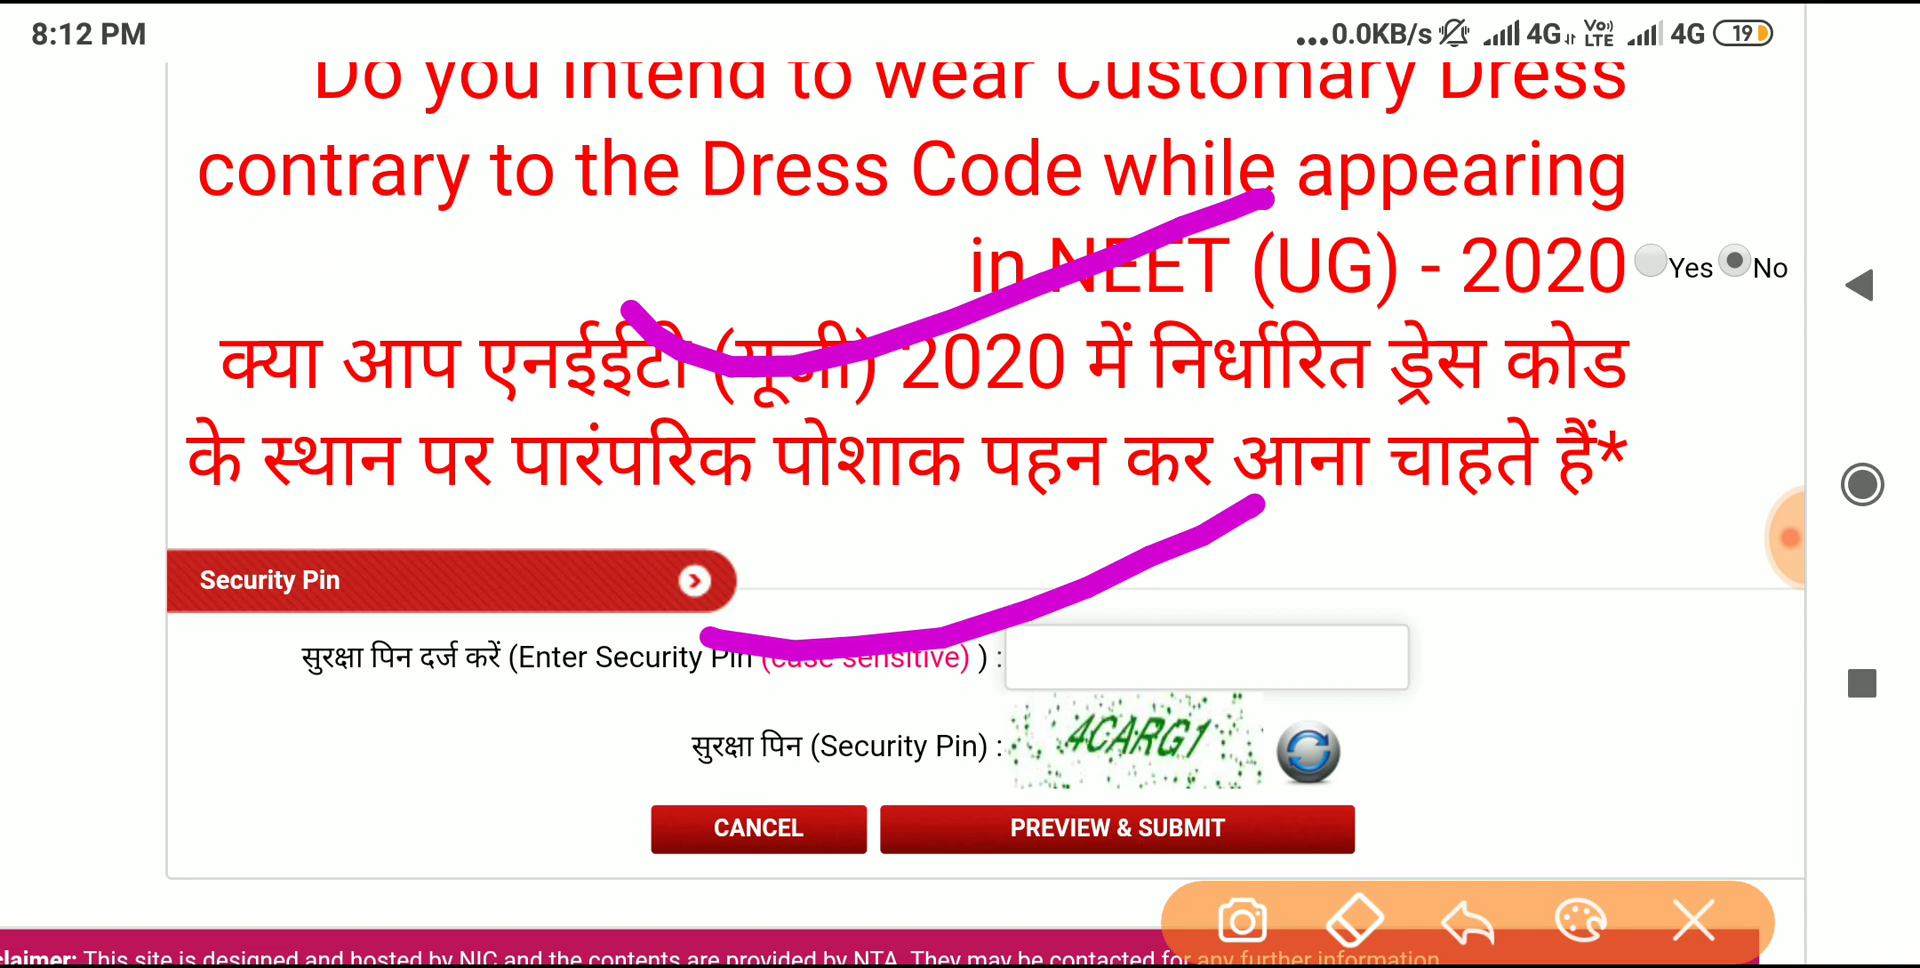 8:12 PM
...0.0KB/s 4G Vo)) LTE 4G 19
Do you intend to wear Customary Dress
contrary to the Dress Code while appearing
in NEET (UG) - 2020 Yes No
क्या आप एनईईटी (यूजी) 2020 में निर्धारित ड्रेस कोड
के स्थान पर पारंपरिक पोशाक पहन कर आना चाहते हैं*
Security Pin
सुरक्षा पिन दर्ज करें (Enter Security Pin (case sensitive) ) :
सुरक्षा पिन (Security Pin) : 4CARG1
CANCEL PREVIEW & SUBMIT
claimer: This site is designed and hosted by NIC and the contents are provided by NTA. They may be contacted for any further information